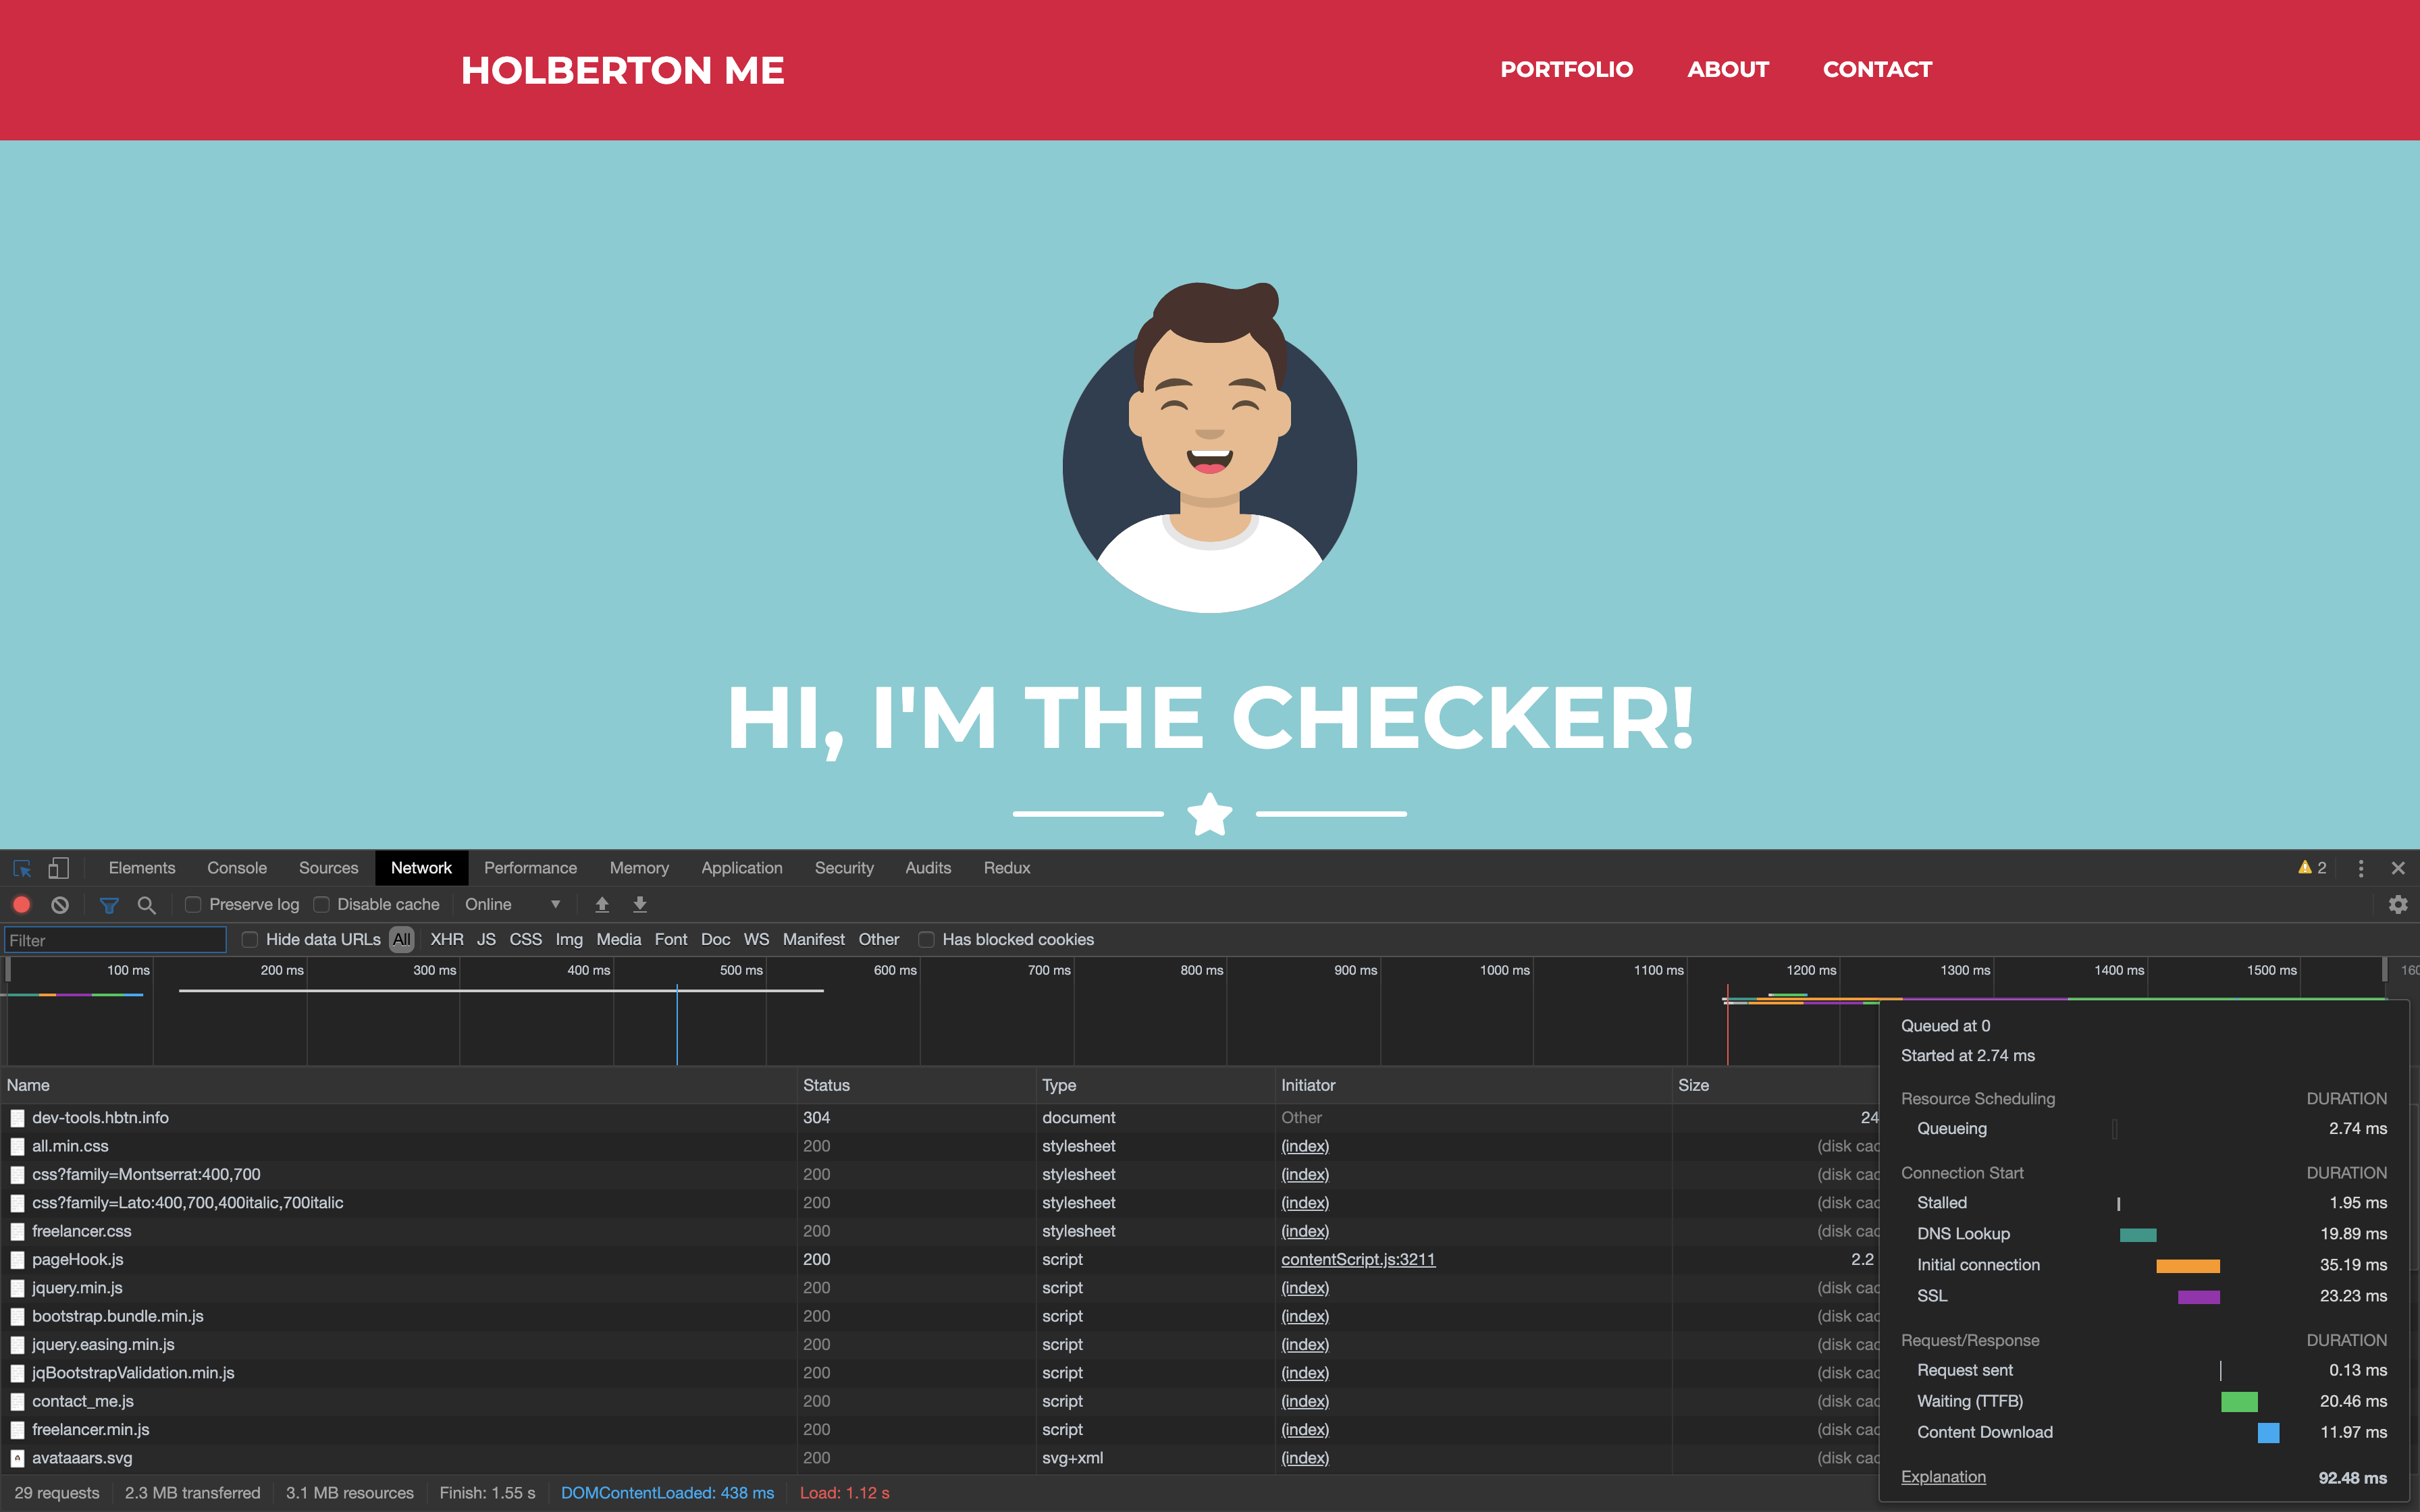 HOLBERTON ME PORTFOLIO ABOUT CONTACT
HI, I'M THE CHECKER!
Elements Console Sources Network Performance Memory Application Security Audits Redux 2
Preserve log Disable cache Online
Filter Hide data URLs All XHR JS CSS Img Media Font Doc WS Manifest Other Has blocked cookies
100 ms 200 ms 300 ms 400 ms 500 ms 600 ms 700 ms 800 ms 900 ms 1000 ms 1100 ms 1200 ms 1300 ms 1400 ms 1500 ms 160
Name Status Type Initiator Size
dev-tools.hbtn.info 304 document Other 24
all.min.css 200 stylesheet (index) (disk cac
css?family=Montserrat:400,700 200 stylesheet (index) (disk cac
css?family=Lato:400,700,400italic,700italic 200 stylesheet (index) (disk cac
freelancer.css 200 stylesheet (index) (disk cac
pageHook.js 200 script contentScript.js:3211 2.2
jquery.min.js 200 script (index) (disk cac
bootstrap.bundle.min.js 200 script (index) (disk cac
jquery.easing.min.js 200 script (index) (disk cac
jqBootstrapValidation.min.js 200 script (index) (disk cac
contact_me.js 200 script (index) (disk cac
freelancer.min.js 200 script (index) (disk cac
avataaars.svg 200 svg+xml (index) (disk cac
Queued at 0
Started at 2.74 ms
Resource Scheduling DURATION
Queueing 2.74 ms
Connection Start DURATION
Stalled 1.95 ms
DNS Lookup 19.89 ms
Initial connection 35.19 ms
SSL 23.23 ms
Request/Response DURATION
Request sent 0.13 ms
Waiting (TTFB) 20.46 ms
Content Download 11.97 ms
Explanation 92.48 ms
29 requests 2.3 MB transferred 3.1 MB resources Finish: 1.55 s DOMContentLoaded: 438 ms Load: 1.12 s